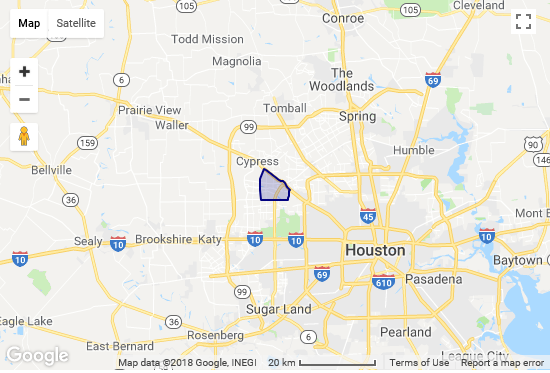 Map Satellite
Conroe
105
Cleveland
105
Todd Mission
6
Magnolia
The
Woodlands
69
Prairie View
Tomball
Waller
99
Spring
159
Humble
90
146
Cypress
Bellville
36
45
Mont B
10
Sealy
10
Brookshire
Katy
10
10
Houston
10
Baytown
69
610
Pasadena
99
Sugar Land
Eagle Lake
36
Rosenberg
6
Pearland
East Bernard
League City
Google
Map data ©2018 Google, INEGI 20 km Terms of Use Report a map error